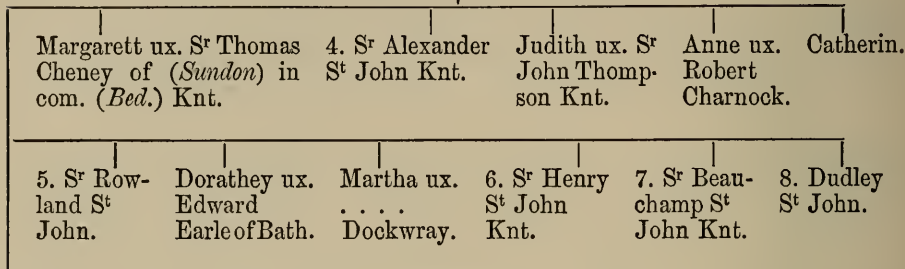 Margarett ux. Sʳ Thomas
Cheney of (Sundon) in
com. (Bed.) Knt.
4. Sʳ Alexander
Sᵗ John Knt.
Judith ux. Sʳ
John Thomp-
son Knt.
Anne ux.
Robert
Charnock.
Catherin.
5. Sʳ Row-
land Sᵗ
John.
Dorathey ux.
Edward
Earle of Bath.
Martha ux.
. . . .
Dockwray.
6. Sʳ Henry
Sᵗ John
Knt.
7. Sʳ Beau-
champ Sᵗ
John Knt.
8. Dudley
Sᵗ John.